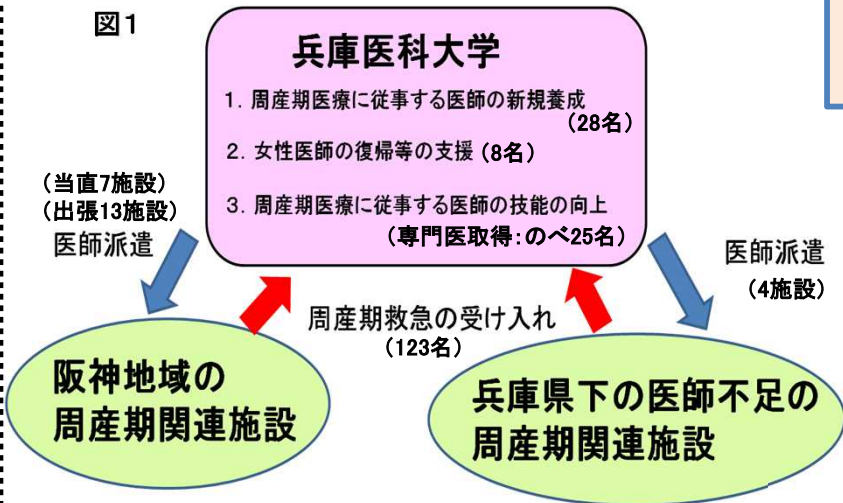 図1
兵庫医科大学
1. 周産期医療に従事する医師の新規養成
(28名)
2. 女性医師の復帰等の支援 (8名)
3. 周産期医療に従事する医師の技能の向上
(専門医取得:のべ25名)
(当直7施設)
(出張13施設)
医師派遣
医師派遣
(4施設)
周産期救急の受け入れ
(123名)
阪神地域の
周産期関連施設
兵庫県下の医師不足の
周産期関連施設